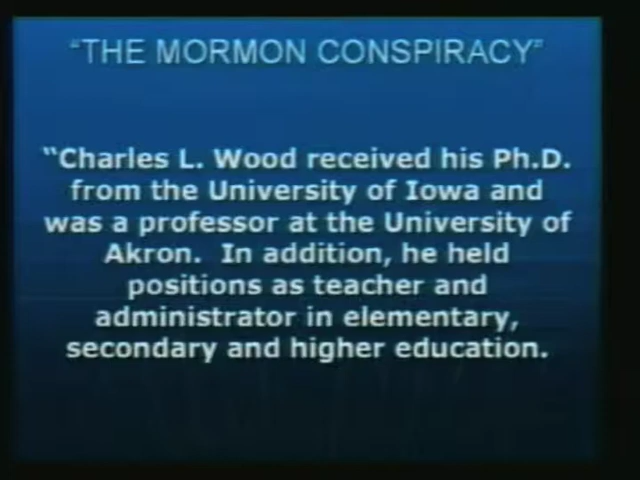 "THE MORMON CONSPIRACY"
“Charles L. Wood received his Ph.D.
from the University of Iowa and
was a professor at the University of
Akron.  In addition, he held
positions as teacher and
administrator in elementary,
secondary and higher education.